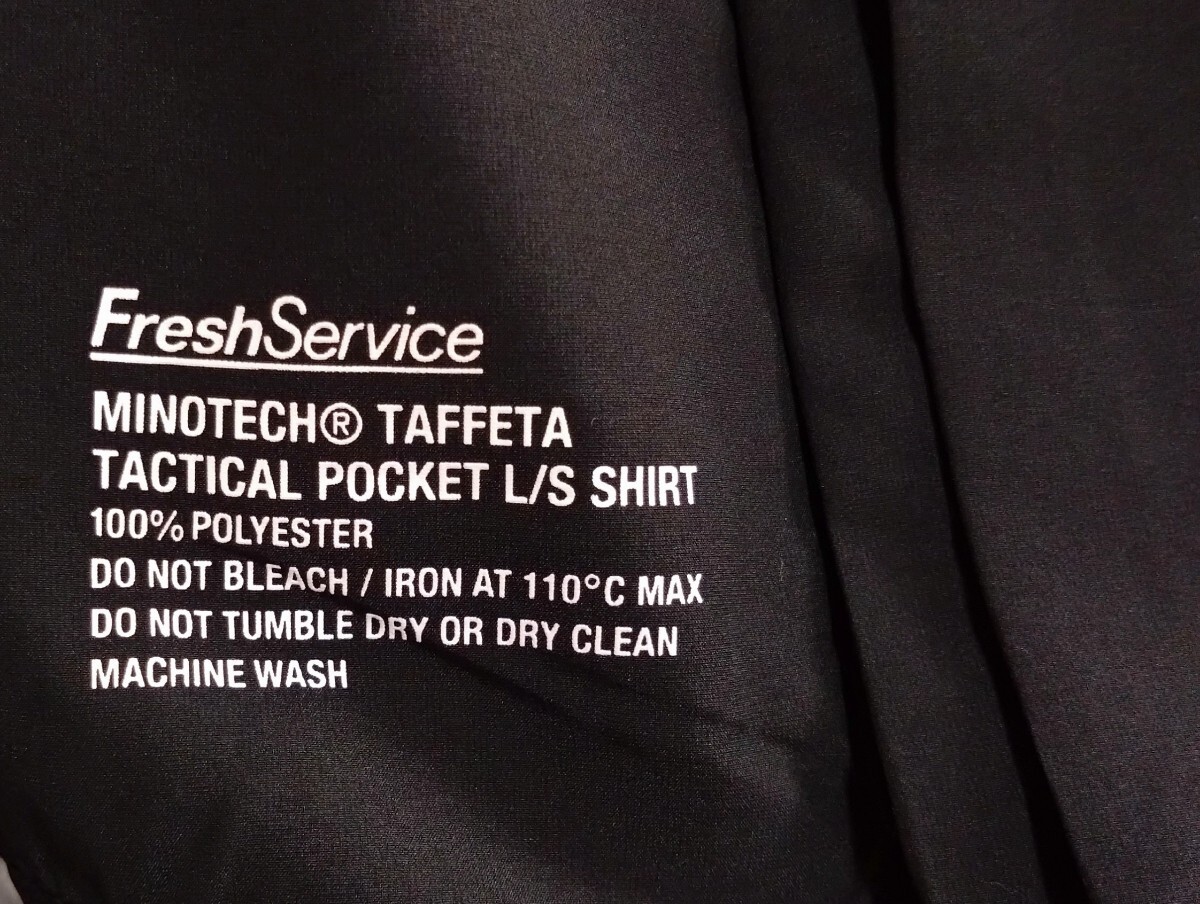 FreshService
MINOTECH® TAFFETA
TACTICAL POCKET L/S SHIRT
100% POLYESTER
DO NOT BLEACH / IRON AT 110°C MAX
DO NOT TUMBLE DRY OR DRY CLEAN
MACHINE WASH